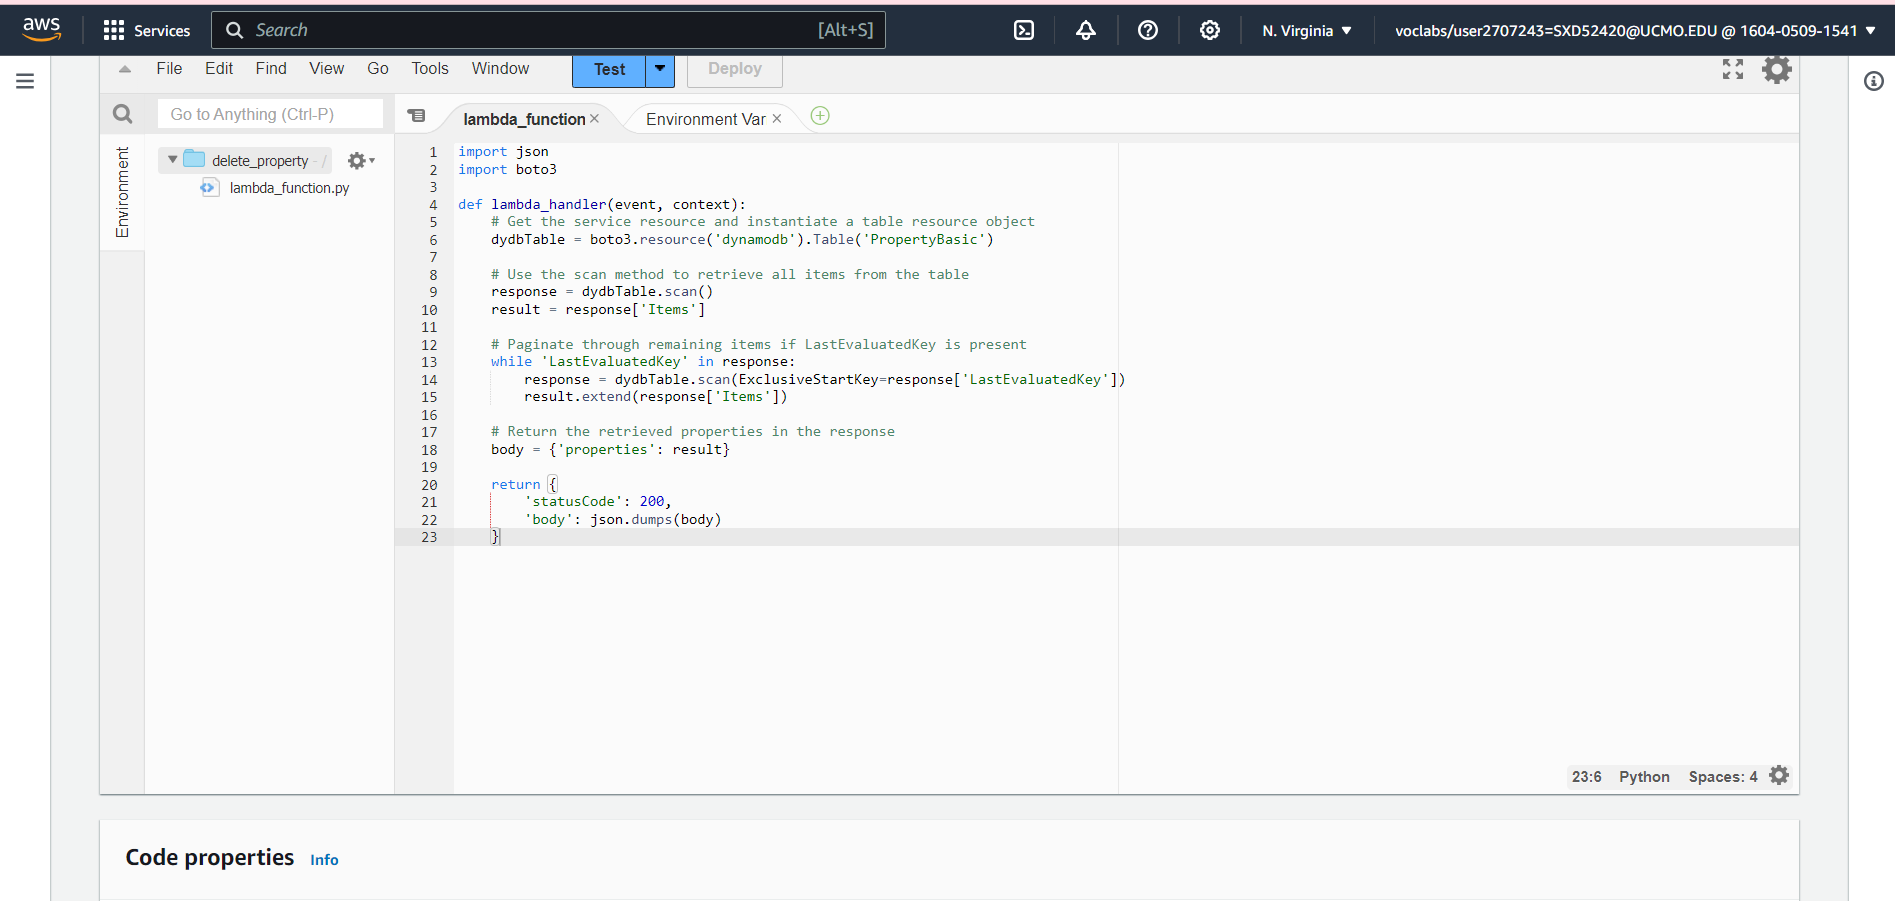 aws
Services
Search
[Alt+S]
N. Virginia
voclabs/user2707243=SXD52420@UCMO.EDU @ 1604-0509-1541
File Edit Find View Go Tools Window Test Deploy
Go to Anything (Ctrl-P)
lambda_function
Environment Var
Environment
delete_property - /
lambda_function.py
1 import json
2 import boto3
3
4 def lambda_handler(event, context):
5     # Get the service resource and instantiate a table resource object
6     dydbTable = boto3.resource('dynamodb').Table('PropertyBasic')
7
8     # Use the scan method to retrieve all items from the table
9     response = dydbTable.scan()
10     result = response['Items']
11
12     # Paginate through remaining items if LastEvaluatedKey is present
13     while 'LastEvaluatedKey' in response:
14         response = dydbTable.scan(ExclusiveStartKey=response['LastEvaluatedKey'])
15         result.extend(response['Items'])
16
17     # Return the retrieved properties in the response
18     body = {'properties': result}
19
20     return {
21         'statusCode': 200,
22         'body': json.dumps(body)
23     }
23:6 Python Spaces: 4
Code properties Info